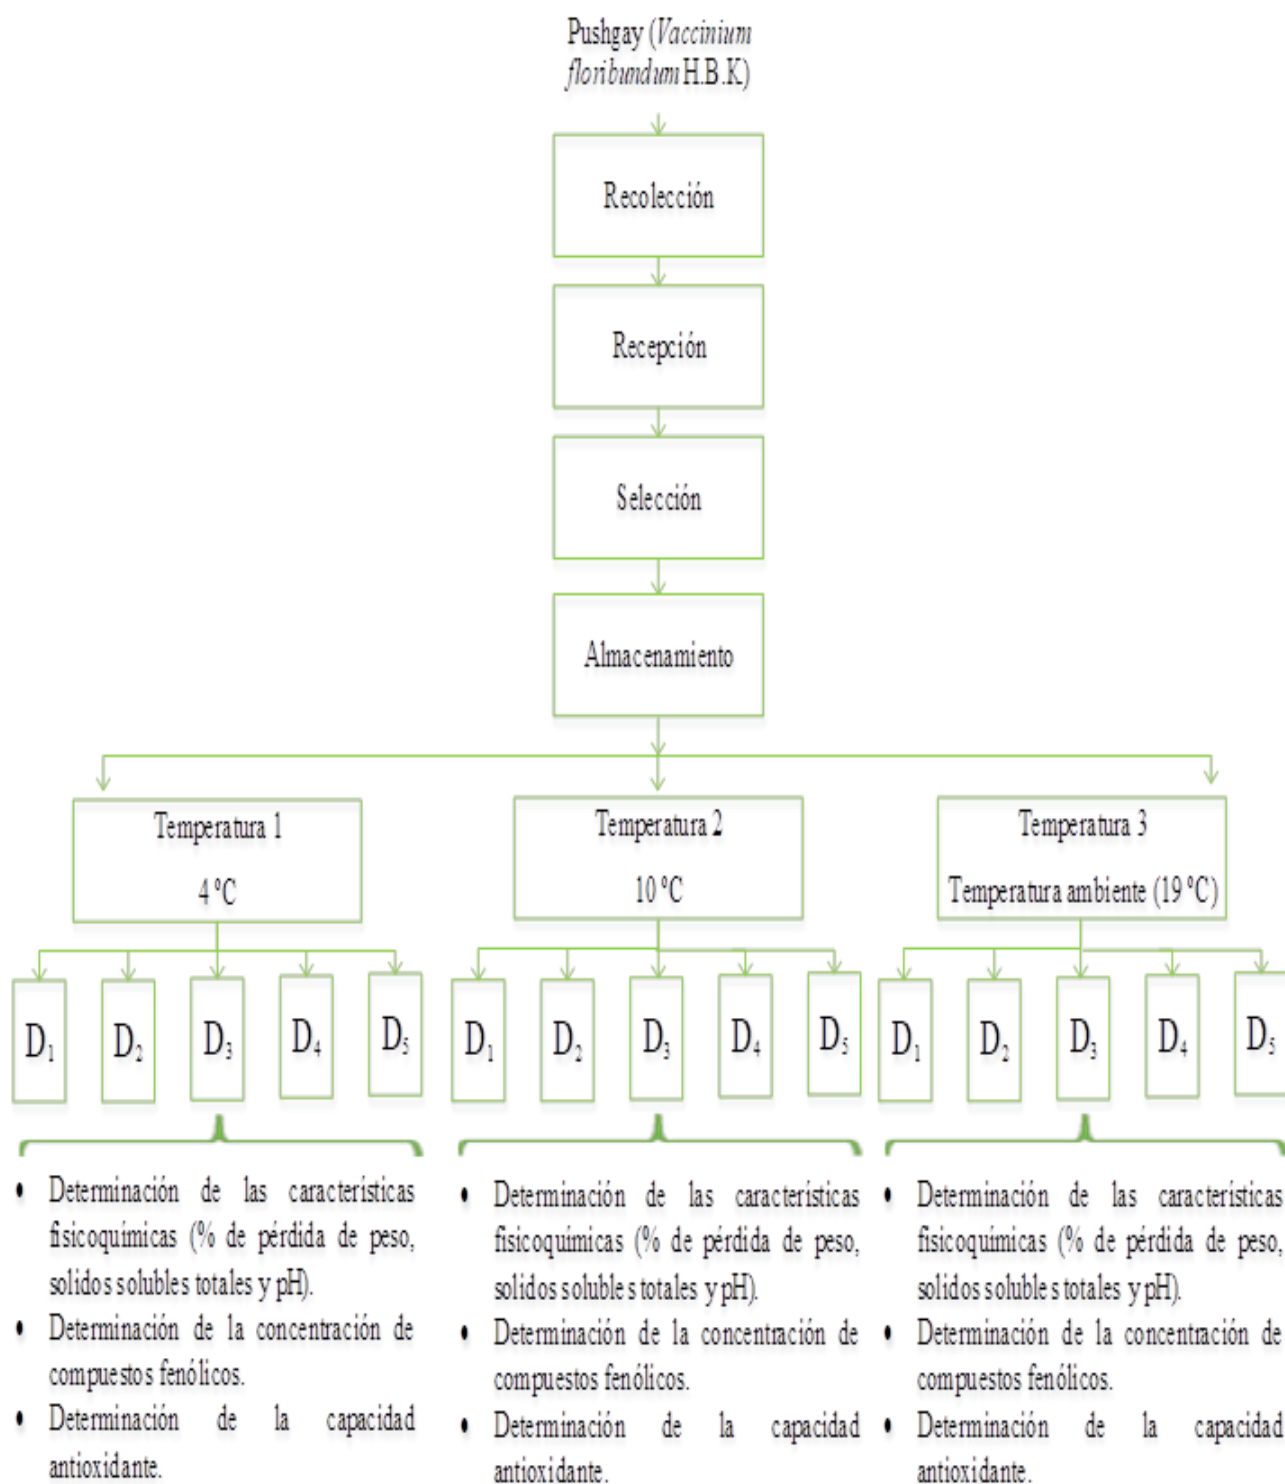 Pushgay (Vaccinium
floribundum H.B.K)
Recolección
Recepción
Selección
Almacenamiento
Temperatura 1
4 ºC
Temperatura 2
10 ºC
Temperatura 3
Temperatura ambiente (19 ºC)
D1
D2
D3
D4
D5
D1
D2
D3
D4
D5
D1
D2
D3
D4
D5
• Determinación de las características
fisicoquímicas (% de pérdida de peso,
solidos solubles totales y pH).
• Determinación de la concentración de
compuestos fenólicos.
• Determinación de la capacidad
antioxidante.
• Determinación de las características
fisicoquímicas (% de pérdida de peso,
solidos solubles totales y pH).
• Determinación de la concentración de
compuestos fenólicos.
• Determinación de la capacidad
antioxidante.
• Determinación de las características
fisicoquímicas (% de pérdida de peso,
solidos solubles totales y pH).
• Determinación de la concentración de
compuestos fenólicos.
• Determinación de la capacidad
antioxidante.